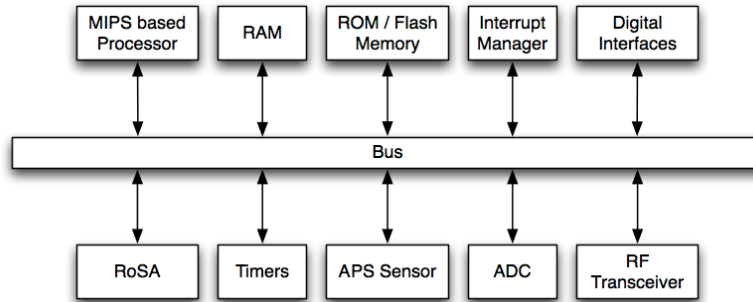 MIPS based
Processor
RAM
ROM / Flash
Memory
Interrupt
Manager
Digital
Interfaces
Bus
RoSA
Timers
APS Sensor
ADC
RF
Transceiver